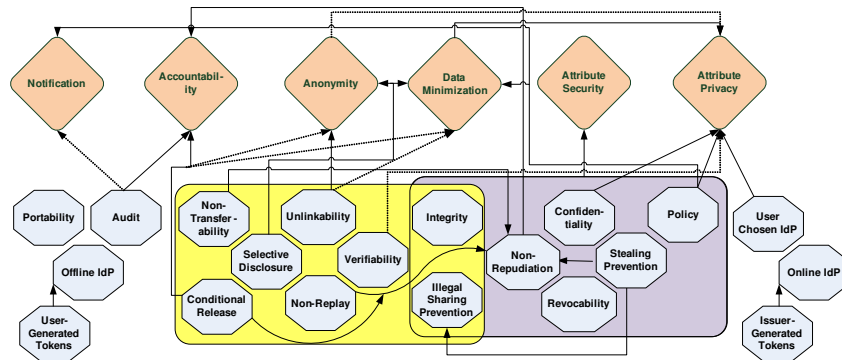 Notification
Accountabil-
ity
Anonymity
Data
Minimization
Attribute
Security
Attribute
Privacy
Portability
Audit
Non-
Transfer-
ability
Unlinkability
Integrity
Confiden-
tiality
Policy
User
Chosen IdP
Offline IdP
Selective
Disclosure
Verifiability
Non-
Repudiation
Stealing
Prevention
Online IdP
User-
Generated
Tokens
Conditional
Release
Non-Replay
Illegal
Sharing
Prevention
Revocability
Issuer-
Generated
Tokens